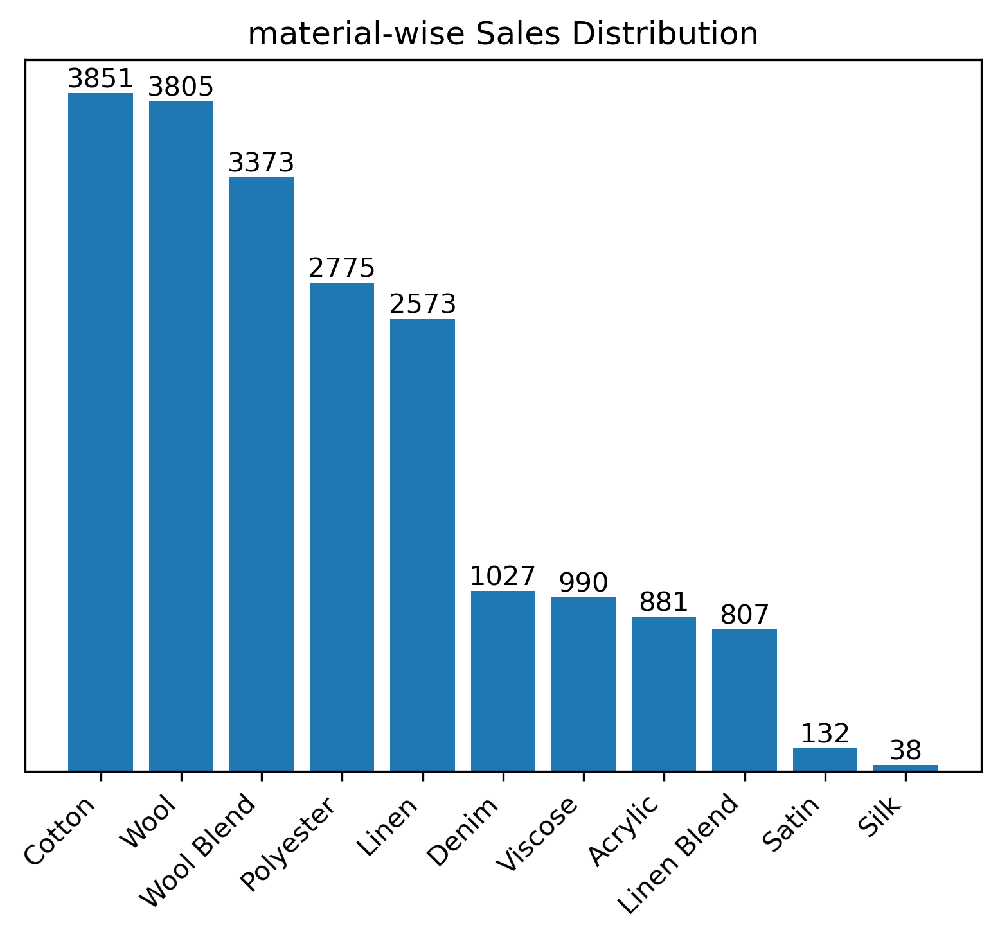 material-wise Sales Distribution
3851
3805
3373
2775
2573
1027
990
881
807
132
38
Cotton
Wool
Wool Blend
Polyester
Linen
Denim
Viscose
Acrylic
Linen Blend
Satin
Silk